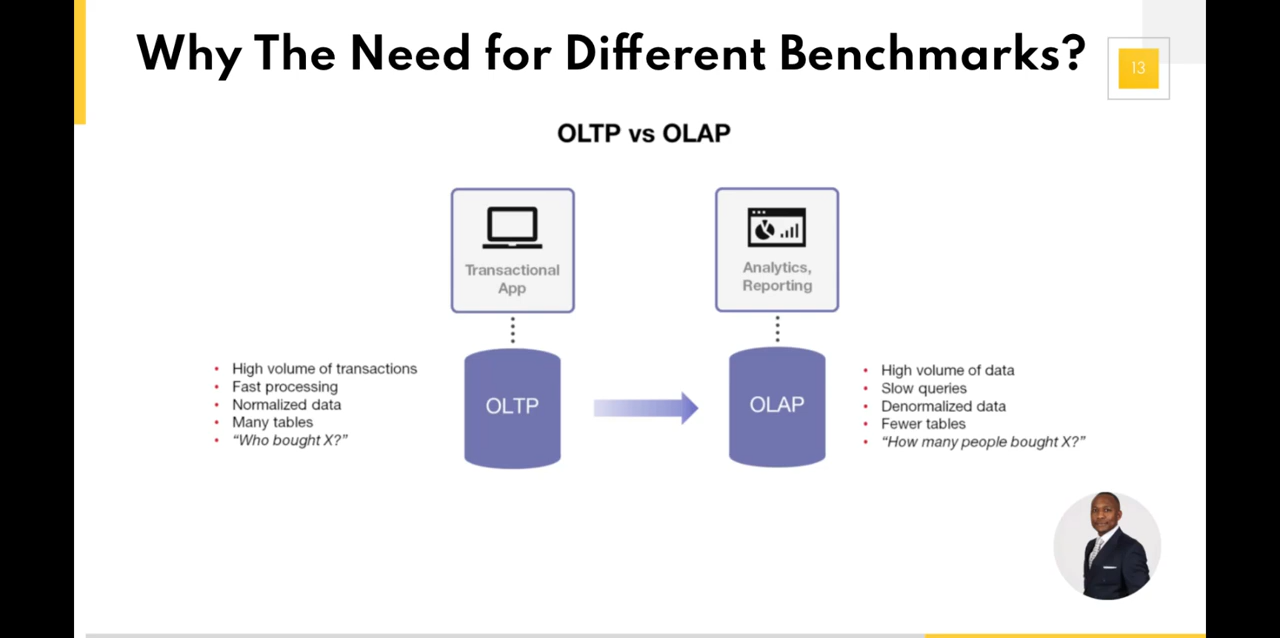 Why The Need for Different Benchmarks?
13
OLTP vs OLAP
Transactional
App
Analytics,
Reporting
• High volume of transactions
• Fast processing
• Normalized data
• Many tables
• “Who bought X?”
OLTP
OLAP
• High volume of data
• Slow queries
• Denormalized data
• Fewer tables
• “How many people bought X?”